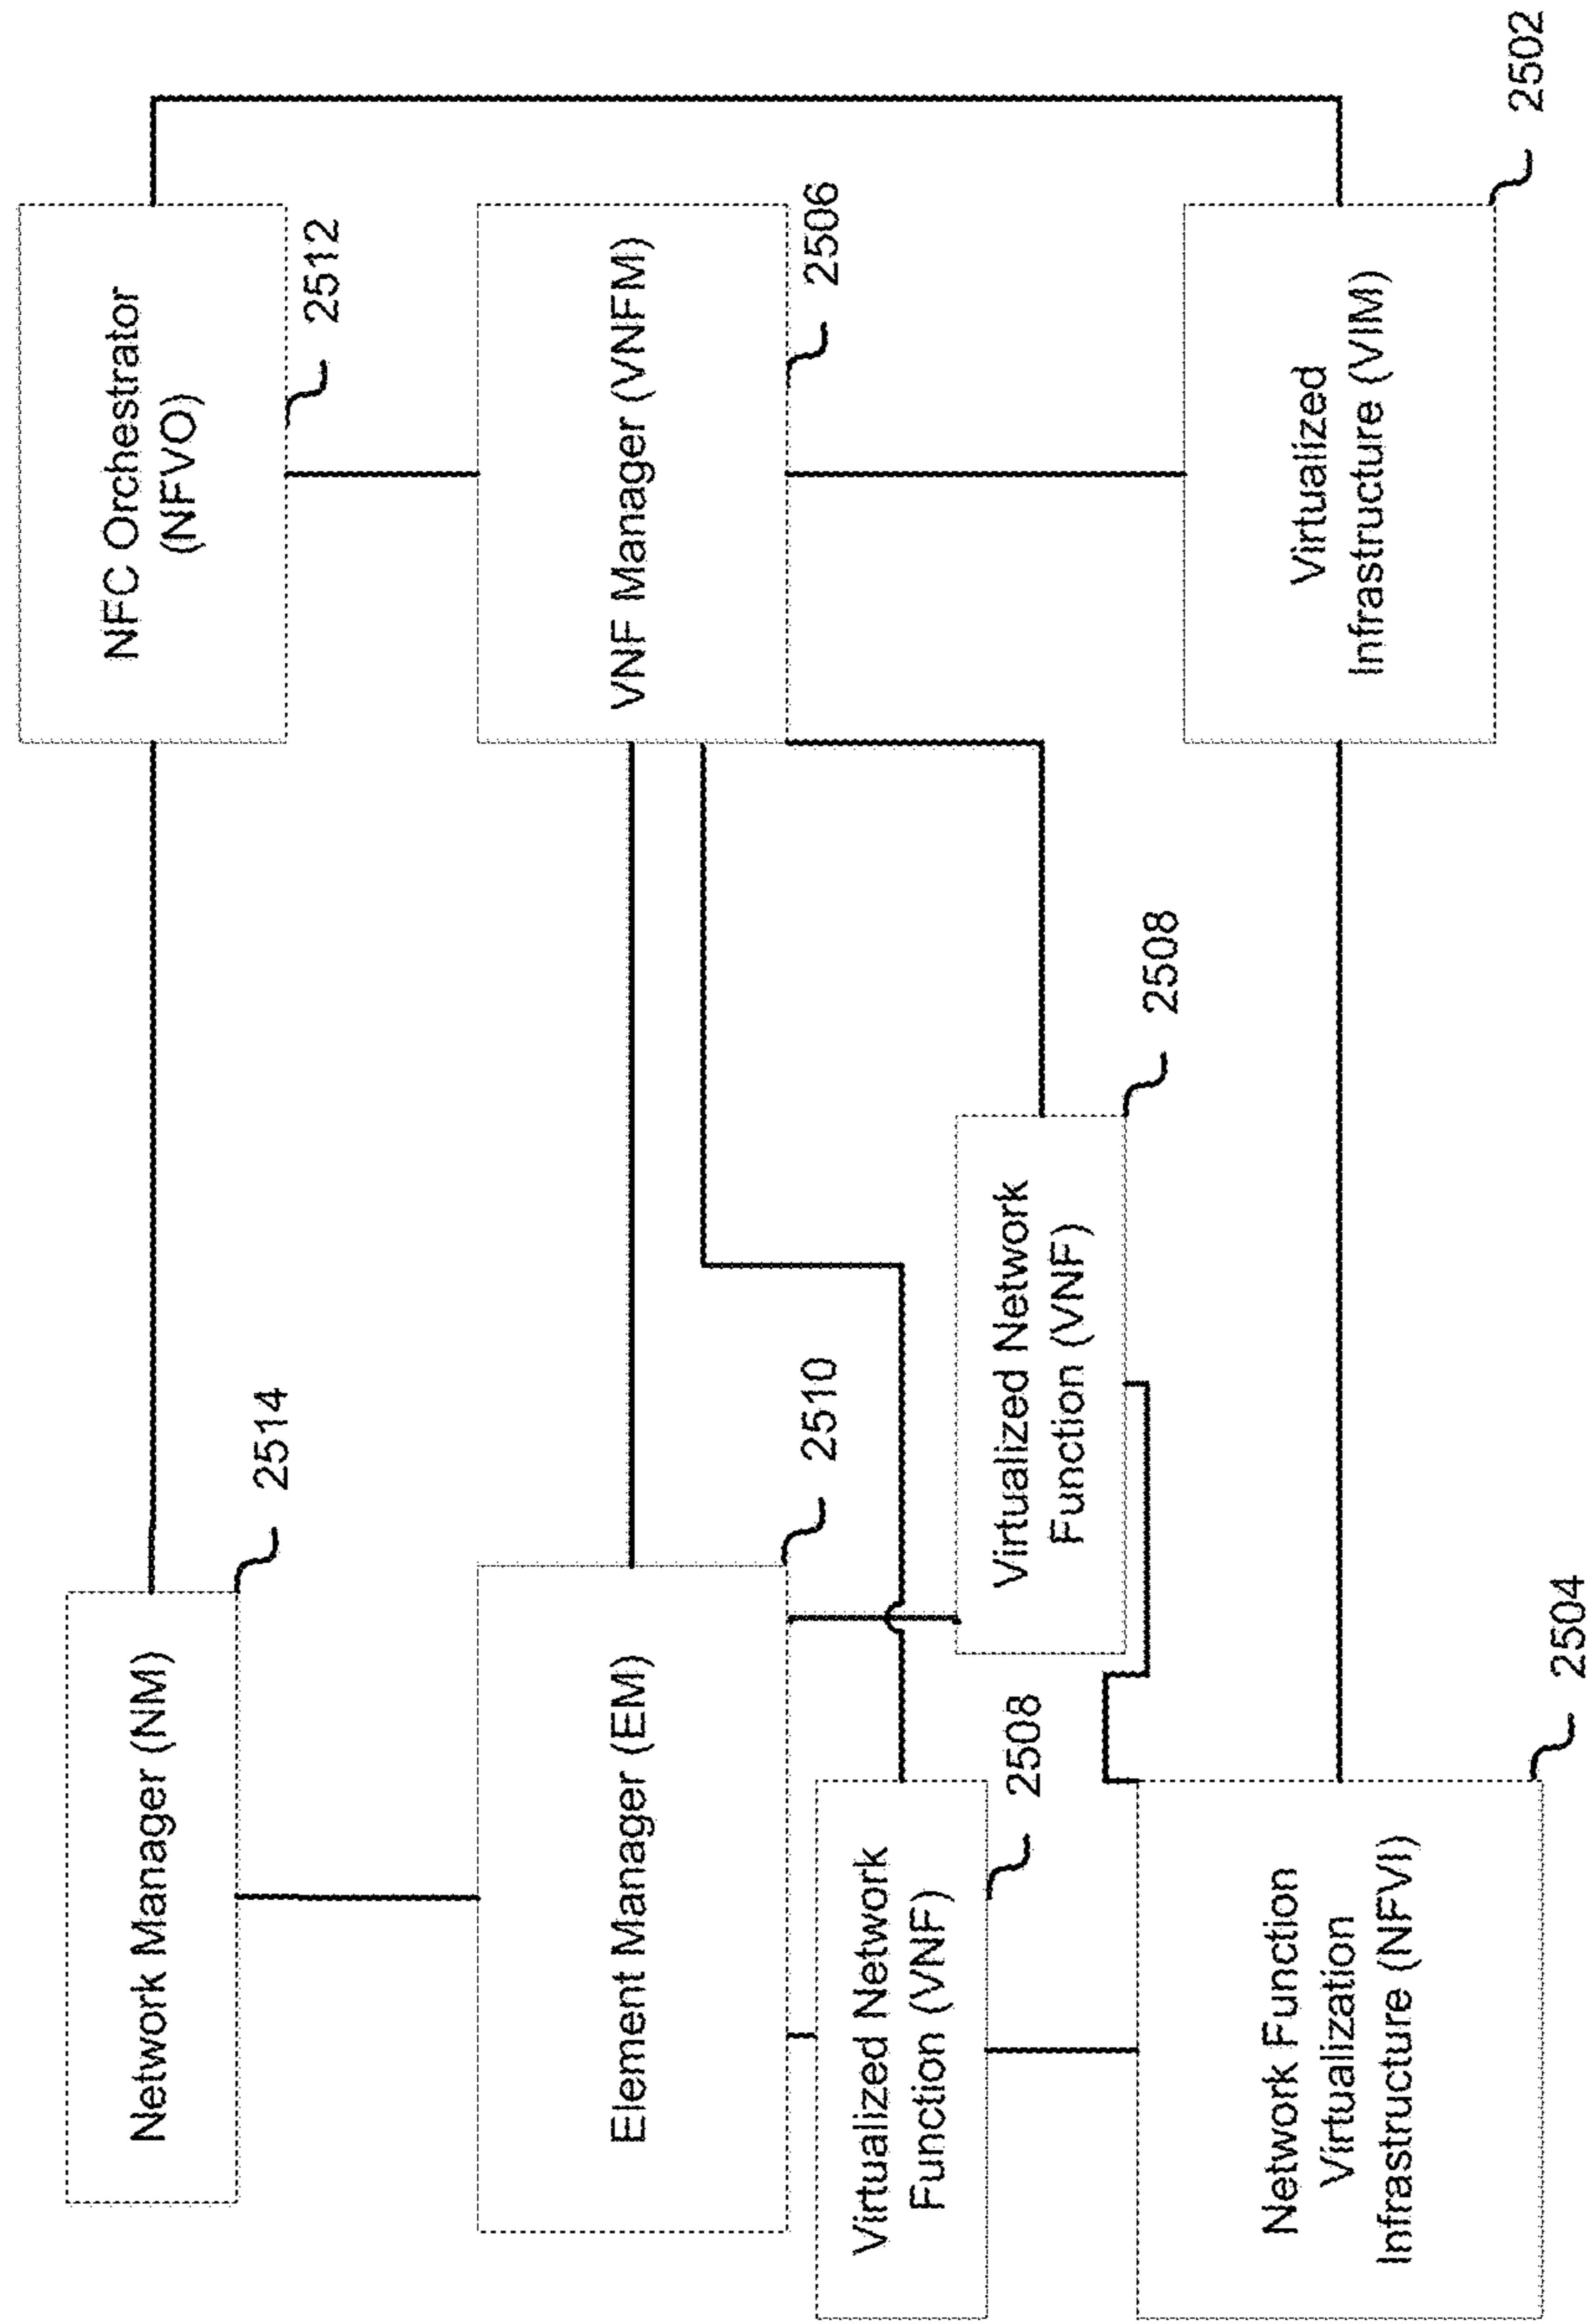 Network Manager (NM)
2514
NFC Orchestrator
(NFVO)
2512
Element Manager (EM)
2510
VNF Manager (VNFM)
2506
Virtualized Network
Function (VNF)
2508
Virtualized Network
Function (VNF)
2508
Network Function
Virtualization
Infrastructure (NFVI)
2504
Virtualized
Infrastructure (VIM)
2502